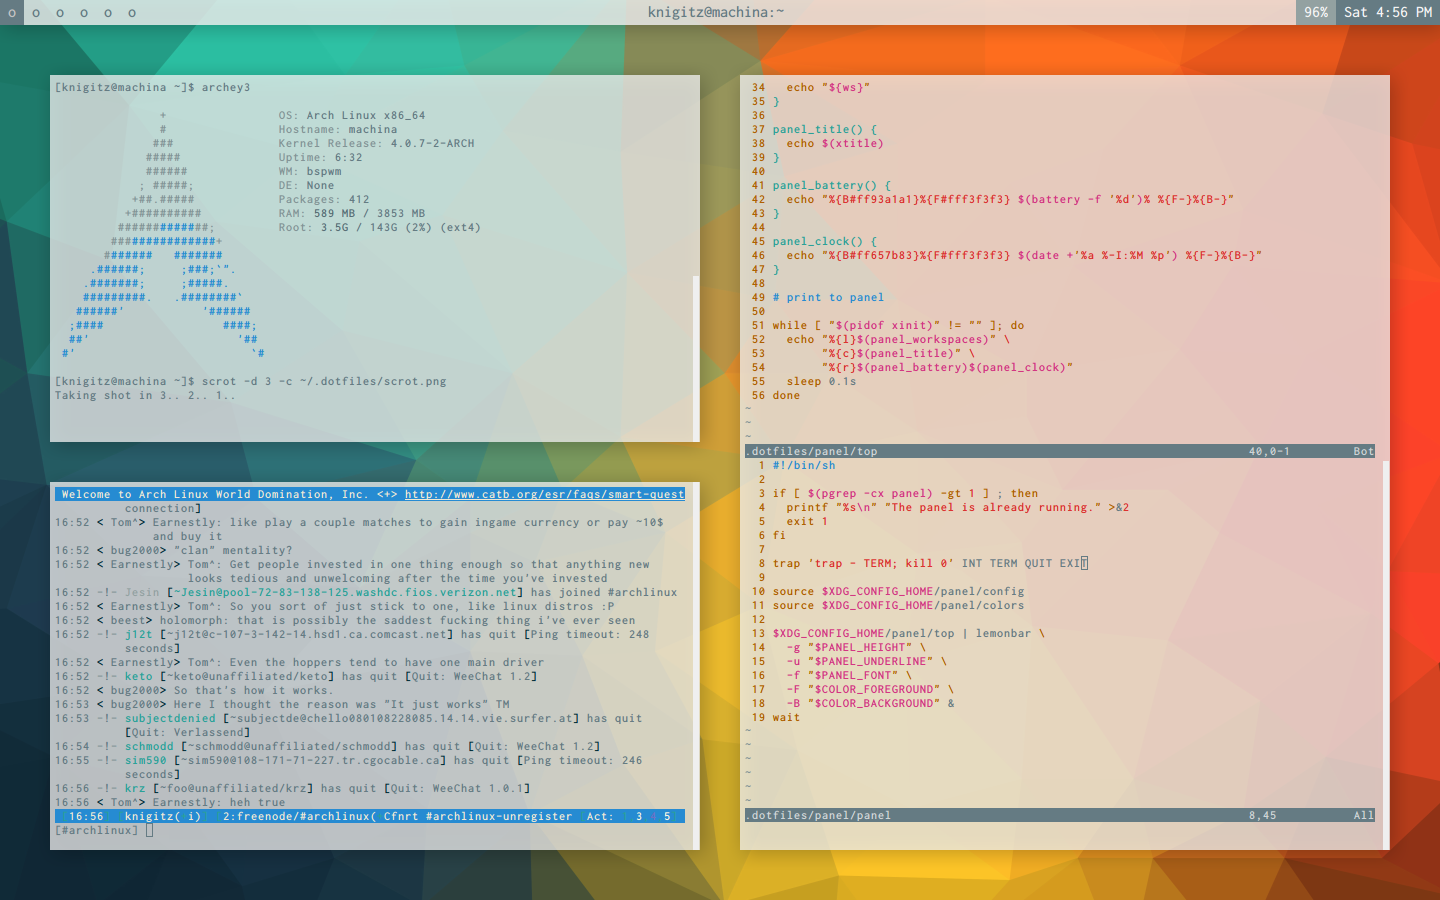 o o o o o o
knigitz@machina:~
96% Sat 4:56 PM
[knigitz@machina ~]$ archey3
+
#
###
#####
######
; #####;
+##.#####
+##########
#############;
###############+
####### #######
.######; ;###;`".
.#######; ;#####.
#########. .########`
######' '######
;#### ####;
##' '##
#' `#
OS: Arch Linux x86_64
Hostname: machina
Kernel Release: 4.0.7-2-ARCH
Uptime: 6:32
WM: bspwm
DE: None
Packages: 412
RAM: 589 MB / 3853 MB
Root: 3.5G / 143G (2%) (ext4)
[knigitz@machina ~]$ scrot -d 3 -c ~/.dotfiles/scrot.png
Taking shot in 3.. 2.. 1..
Welcome to Arch Linux World Domination, Inc. <+> http://www.catb.org/esr/faqs/smart-quest
connection]
16:52 < Tom^> Earnestly: like play a couple matches to gain ingame currency or pay ~10$
and buy it
16:52 < bug2000> "clan" mentality?
16:52 < Earnestly> Tom^: Get people invested in one thing enough so that anything new
looks tedious and unwelcoming after the time you've invested
16:52 -!- Jesin [~Jesin@pool-72-83-138-125.washdc.fios.verizon.net] has joined #archlinux
16:52 < Earnestly> Tom^: So you sort of just stick to one, like linux distros :P
16:52 < beest> holomorph: that is possibly the saddest fucking thing i've ever seen
16:52 -!- j12t [~j12t@c-107-3-142-14.hsd1.ca.comcast.net] has quit [Ping timeout: 248
seconds]
16:52 < Earnestly> Tom^: Even the hoppers tend to have one main driver
16:52 -!- keto [~keto@unaffiliated/keto] has quit [Quit: WeeChat 1.2]
16:52 < bug2000> So that's how it works.
16:53 < bug2000> Here I thought the reason was "It just works" TM
16:53 -!- subjectdenied [~subjectde@chello080108228085.14.14.vie.surfer.at] has quit
[Quit: Verlassend]
16:54 -!- schmodd [~schmodd@unaffiliated/schmodd] has quit [Quit: WeeChat 1.2]
16:55 -!- sim590 [~sim590@108-171-71-227.tr.cgocable.ca] has quit [Ping timeout: 246
seconds]
16:56 -!- krz [~foo@unaffiliated/krz] has quit [Quit: WeeChat 1.0.1]
16:56 < Tom^> Earnestly: heh true
16:56 knigitz( i) 2:freenode/#archlinux( Cfnrt #archlinux-unregister Act: 3 5
[#archlinux]
34 echo "${ws}"
35 }
36
37 panel_title() {
38 echo $(xtitle)
39 }
40
41 panel_battery() {
42 echo "%{B#ff93a1a1}%{F#fff3f3f3} $(battery -f '%d')% %{F-}%{B-}"
43 }
44
45 panel_clock() {
46 echo "%{B#ff657b83}%{F#fff3f3f3} $(date +'%a %-I:%M %p') %{F-}%{B-}"
47 }
48
49 # print to panel
50
51 while [ "$(pidof xinit)" != "" ]; do
52 echo "%{l}$(panel_workspaces)" \
53 "%{c}$(panel_title)" \
54 "%{r}$(panel_battery)$(panel_clock)"
55 sleep 0.1s
56 done
~
~
~
.dotfiles/panel/top 40,0-1 Bot
1 #!/bin/sh
2
3 if [ $(pgrep -cx panel) -gt 1 ] ; then
4 printf "%s\n" "The panel is already running." >&2
5 exit 1
6 fi
7
8 trap 'trap - TERM; kill 0' INT TERM QUIT EXIT
9
10 source $XDG_CONFIG_HOME/panel/config
11 source $XDG_CONFIG_HOME/panel/colors
12
13 $XDG_CONFIG_HOME/panel/top | lemonbar \
14 -g "$PANEL_HEIGHT" \
15 -u "$PANEL_UNDERLINE" \
16 -f "$PANEL_FONT" \
17 -F "$COLOR_FOREGROUND" \
18 -B "$COLOR_BACKGROUND" &
19 wait
~
~
~
~
~
~
.dotfiles/panel/panel 8,45 All